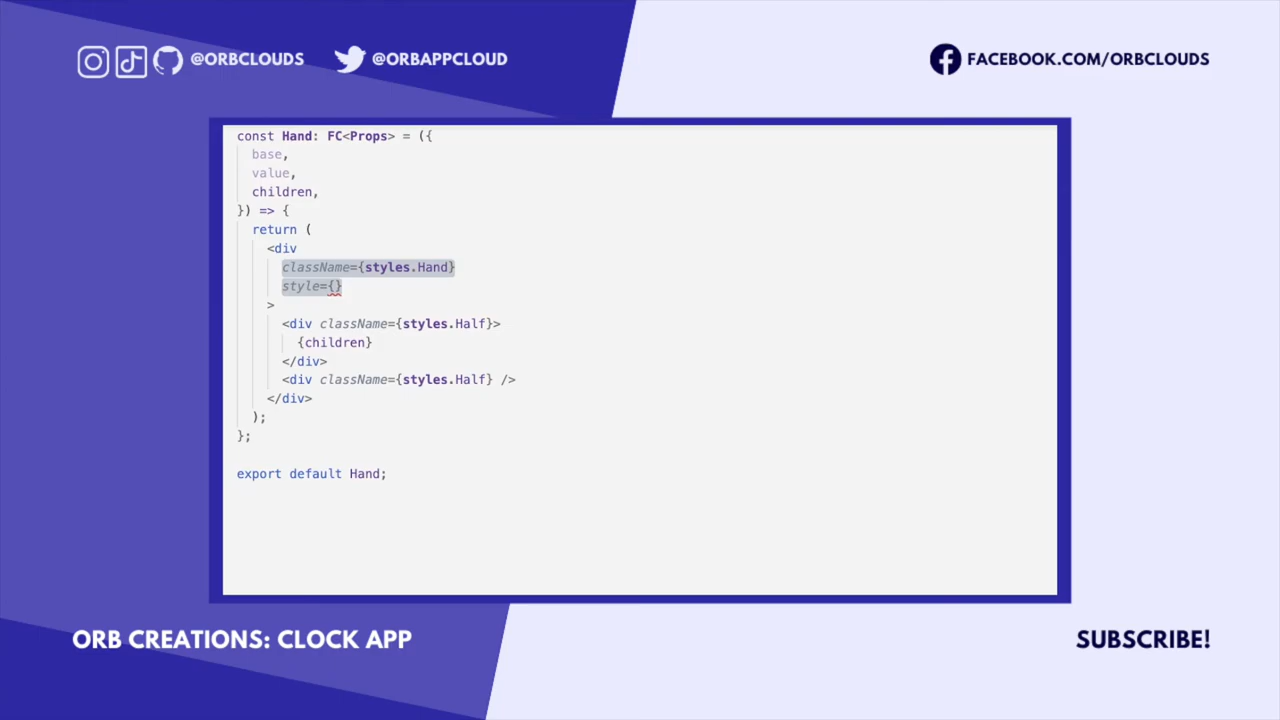 @ORBCLOUDS @ORBAPPCLOUD FACEBOOK.COM/ORBCLOUDS
const Hand: FC<Props> = ({
  base,
  value,
  children,
}) => {
  return (
    <div
      className={styles.Hand}
      style={}
    >
      <div className={styles.Half}>
        {children}
      </div>
      <div className={styles.Half} />
    </div>
  );
};

export default Hand;
ORB CREATIONS: CLOCK APP
SUBSCRIBE!